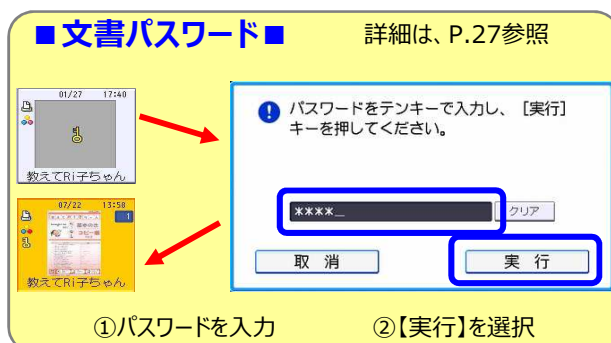 ■文書パスワード■
詳細は、P.27参照
01/27 17:40
教えてRi子ちゃん
パスワードをテンキーで入力し、［実行］
キーを押してください。
****_
クリア
取 消
実 行
07/22 13:58
1
教えてRi子ちゃん
①パスワードを入力
②【実行】を選択